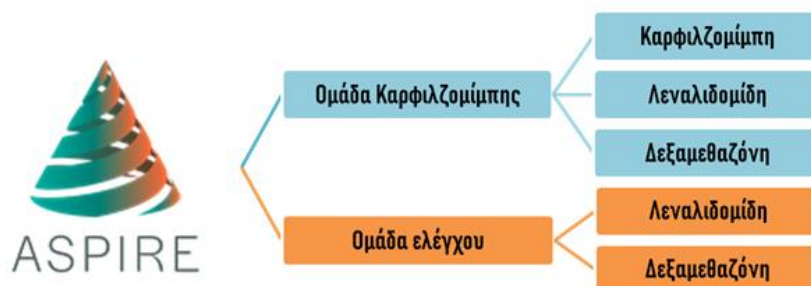 ASPIRE
Ομάδα Καρφιλζομίμπης
Καρφιλζομίμπη
Λεναλιδομίδη
Δεξαμεθαζόνη
Ομάδα ελέγχου
Λεναλιδομίδη
Δεξαμεθαζόνη